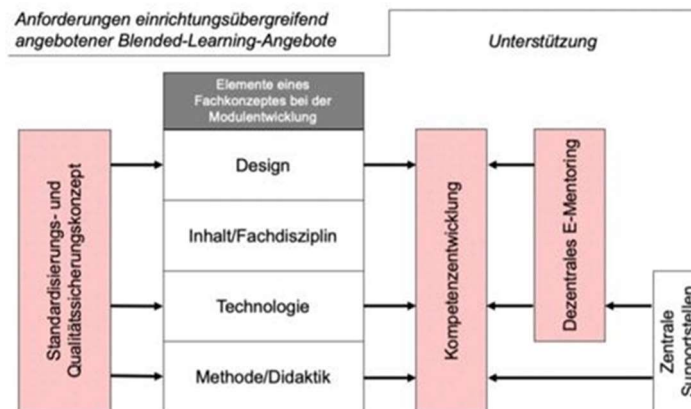 Anforderungen einrichtungsübergreifend
angebotener Blended-Learning-Angebote
Unterstützung
Elemente eines
Fachkonzeptes bei der
Modulentwicklung
Standardisierungs- und
Qualitätssicherungskonzept
Design
Inhalt/Fachdisziplin
Technologie
Methode/Didaktik
Kompetenzentwicklung
Dezentrales E-Mentoring
Zentrale
Supportstellen